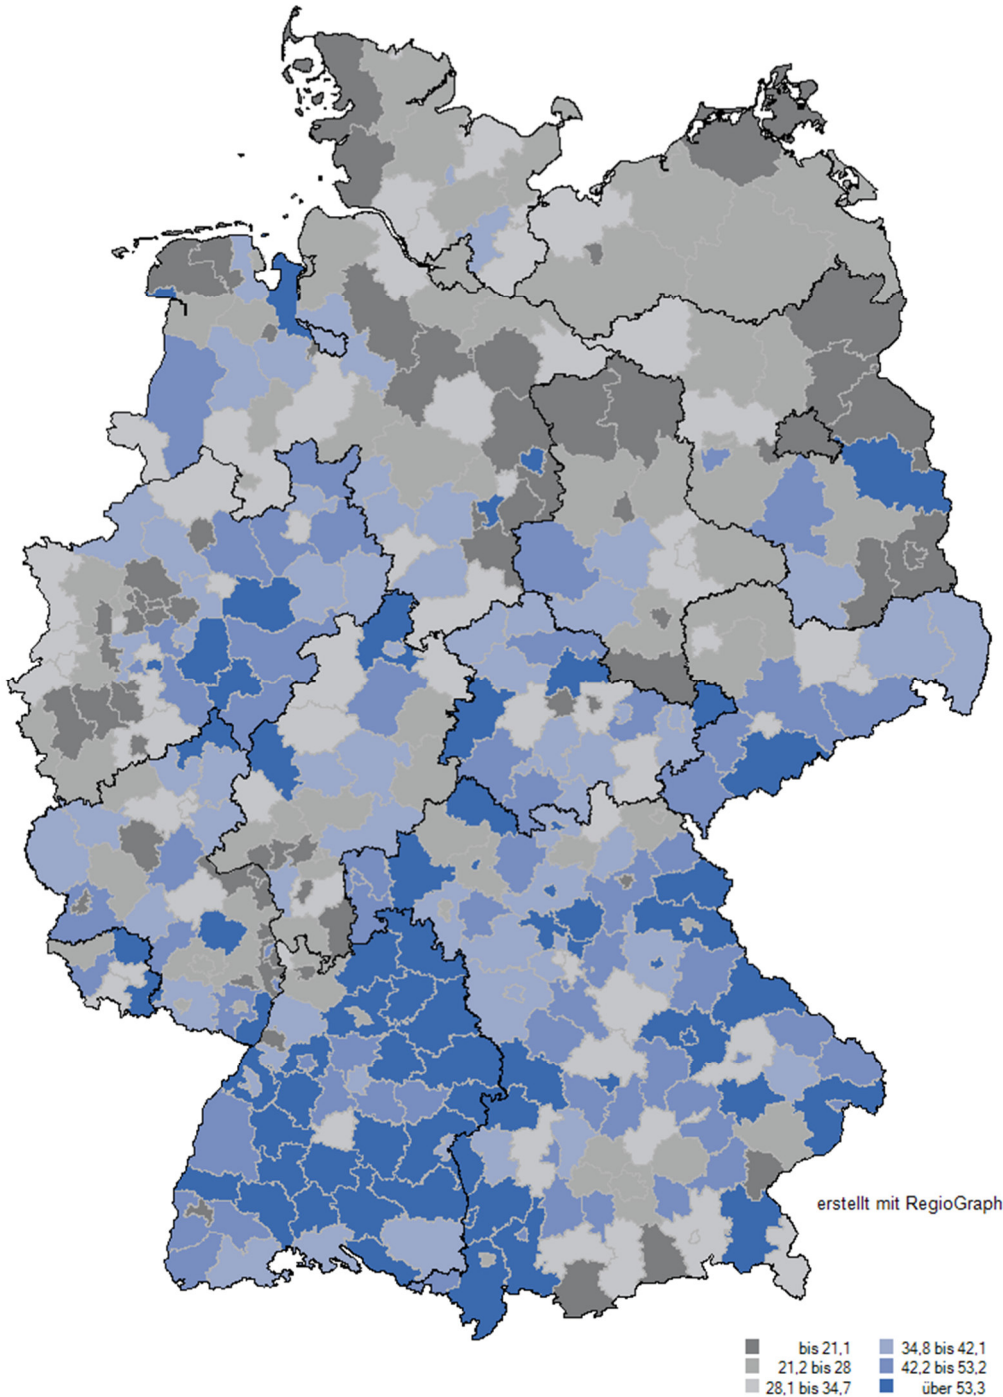 erstellt mit RegioGraph
bis 21,1
21,2 bis 28
28,1 bis 34,7
34,8 bis 42,1
42,2 bis 53,2
über 53,3